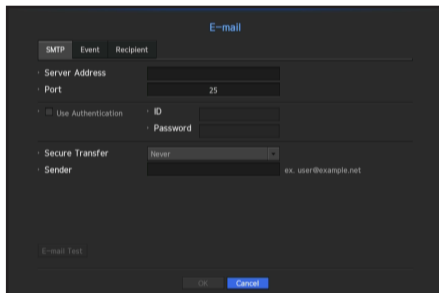 E-mail
SMTP Event Recipient
Server Address
Port 25
Use Authentication ID
Password
Secure Transfer Never
Sender ex. user@example.net
E-mail Test
OK Cancel